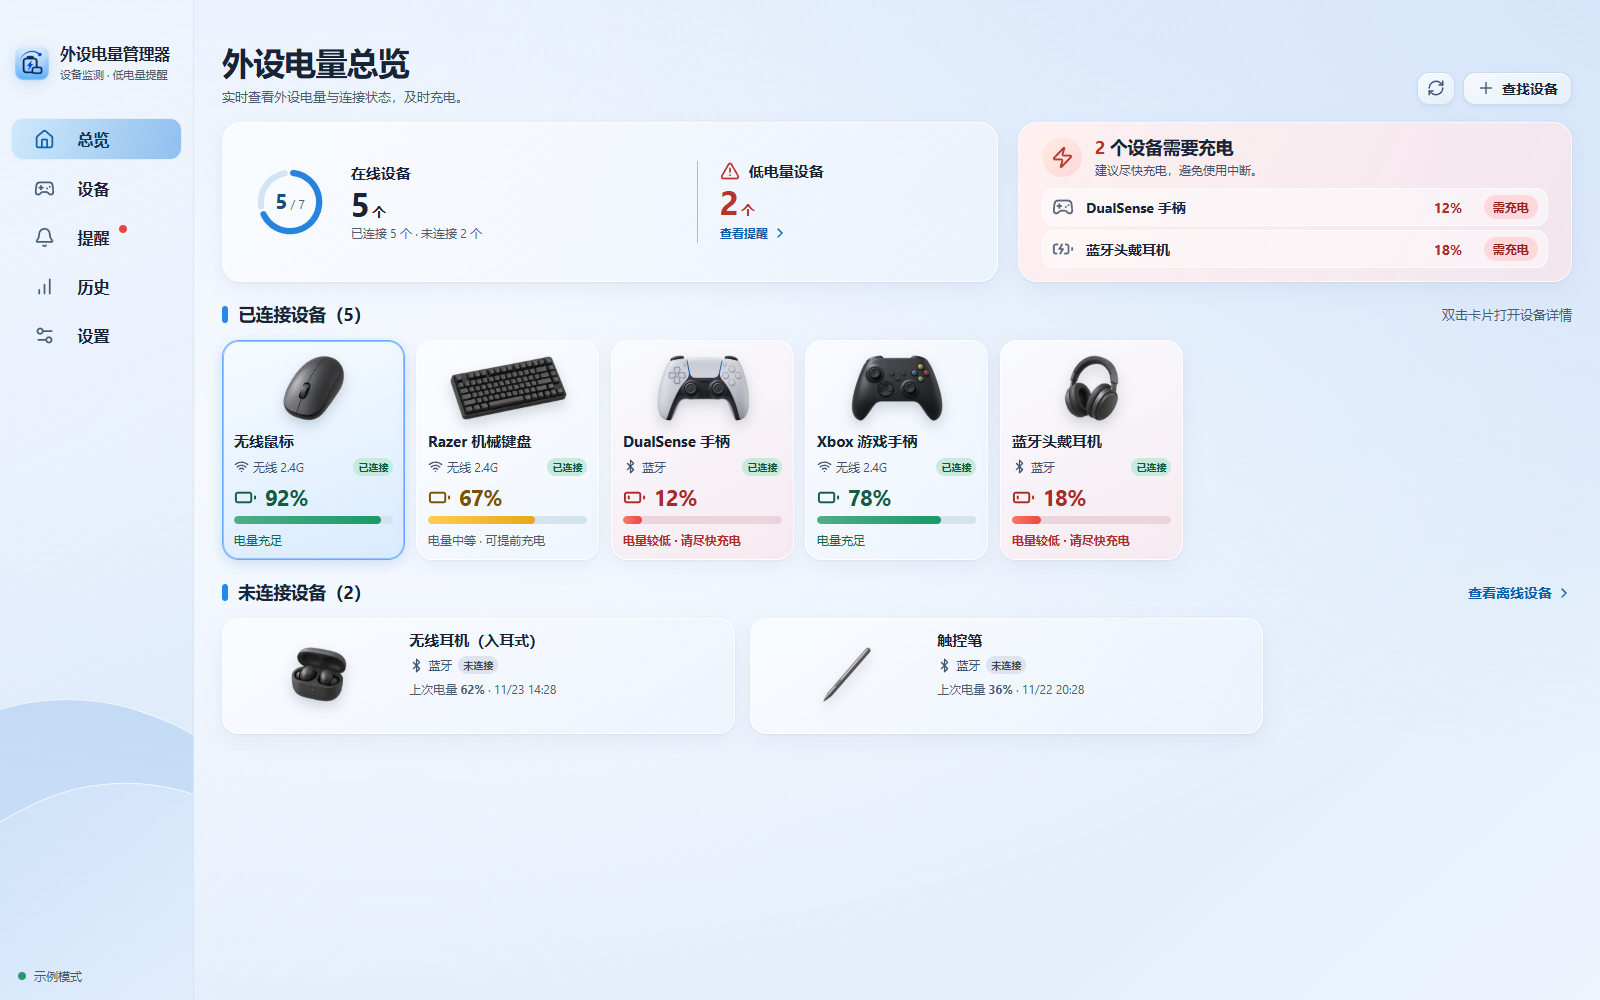 外设电量管理器
设备监测 · 低电量提醒
总览
设备
提醒
历史
设置
示例模式
外设电量总览
实时查看外设电量与连接状态，及时充电。
查找设备
5 / 7
在线设备
5 个
已连接 5 个 · 未连接 2 个
低电量设备
2 个
查看提醒
2 个设备需要充电
建议尽快充电，避免使用中断。
DualSense 手柄 12% 需充电
蓝牙头戴耳机 18% 需充电
已连接设备（5）
双击卡片打开设备详情
无线鼠标
无线 2.4G 已连接
92%
电量充足
Razer 机械键盘
无线 2.4G 已连接
67%
电量中等 · 可提前充电
DualSense 手柄
蓝牙 已连接
12%
电量较低 · 请尽快充电
Xbox 游戏手柄
无线 2.4G 已连接
78%
电量充足
蓝牙头戴耳机
蓝牙 已连接
18%
电量较低 · 请尽快充电
未连接设备（2）
查看离线设备
无线耳机（入耳式）
蓝牙 未连接
上次电量 62% · 11/23 14:28
触控笔
蓝牙 未连接
上次电量 36% · 11/22 20:28